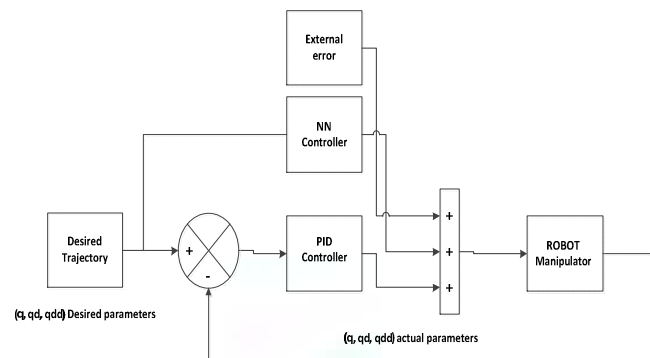 External
error
NN
Controller
Desired
Trajectory
+
-
PID
Controller
+
+
+
ROBOT
Manipulator
(q, qd, qdd) Desired parameters
(q, qd, qdd) actual parameters